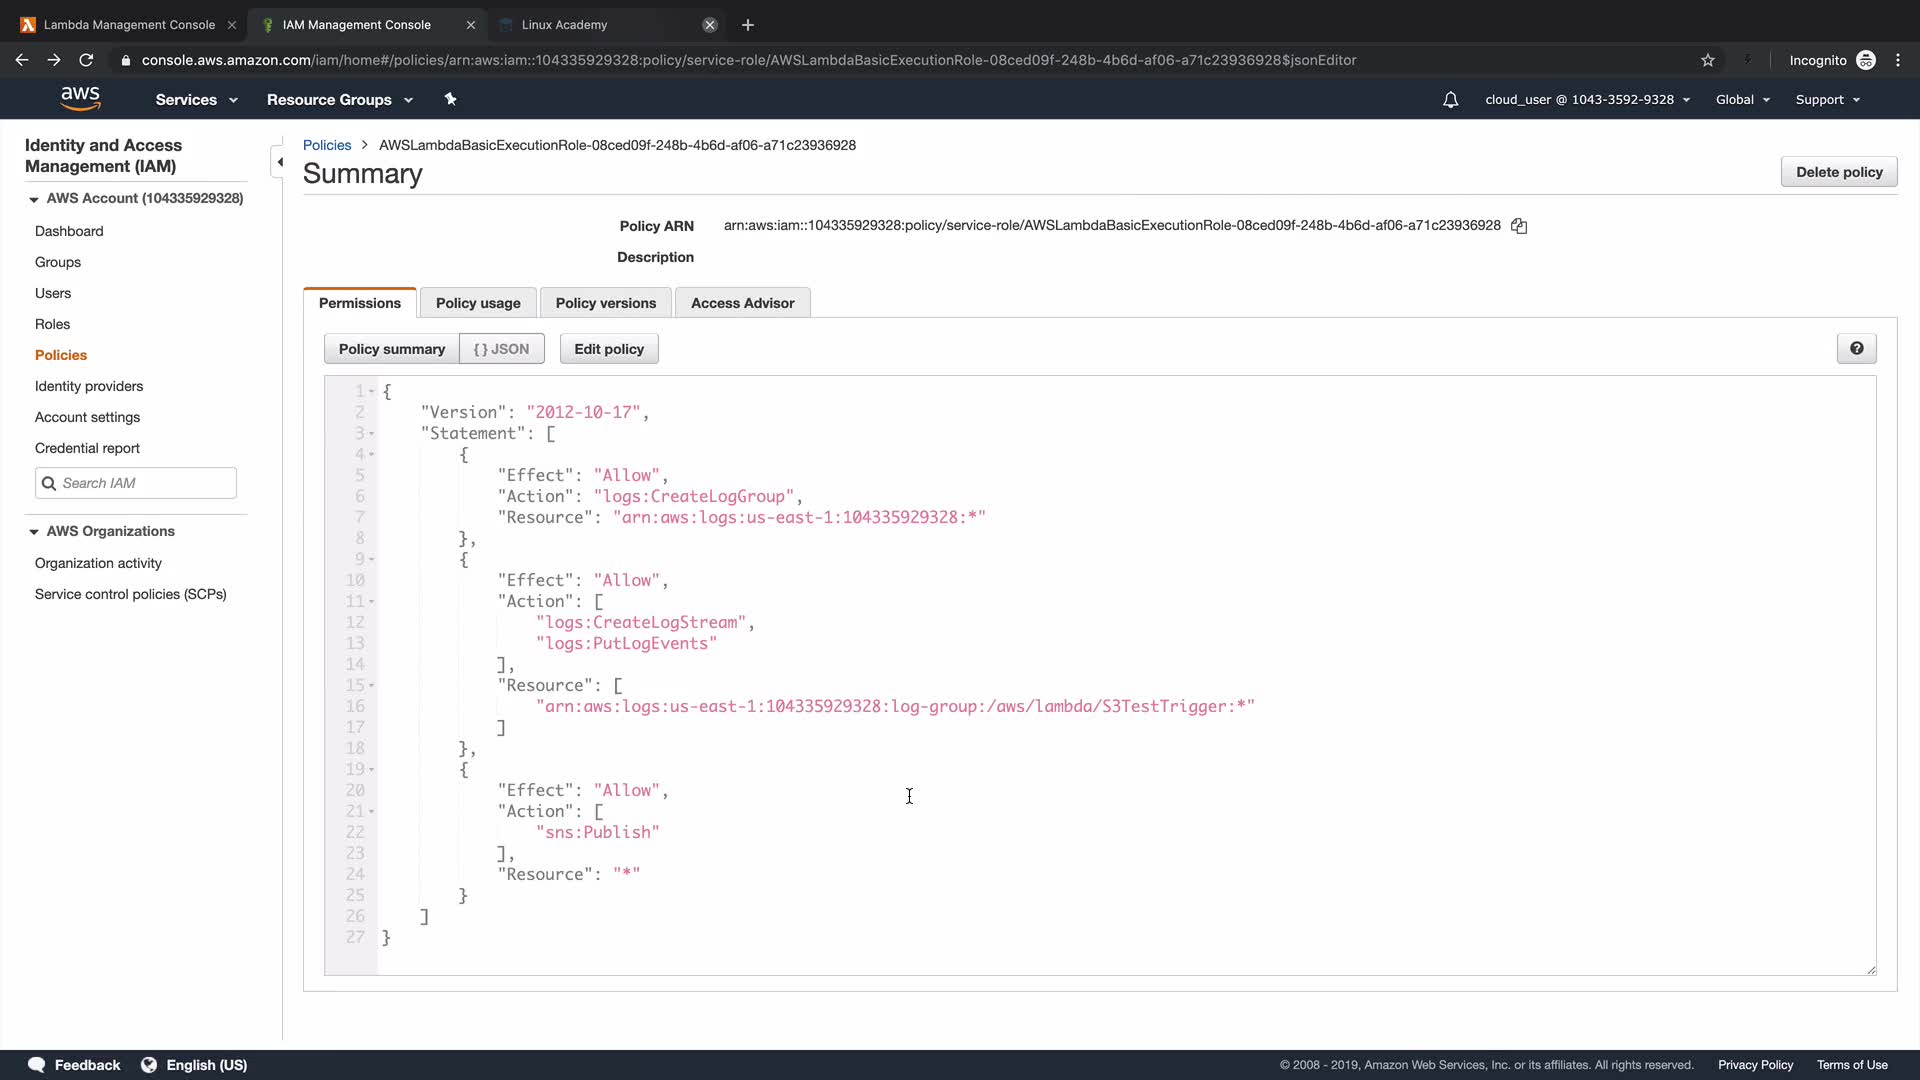 Lambda Management Console
IAM Management Console
Linux Academy
console.aws.amazon.com/iam/home#/policies/arn:aws:iam::104335929328:policy/service-role/AWSLambdaBasicExecutionRole-08ced09f-248b-4b6d-af06-a71c23936928$jsonEditor
Incognito
aws
Services
Resource Groups
cloud_user @ 1043-3592-9328
Global
Support
Identity and Access
Management (IAM)
AWS Account (104335929328)
Dashboard
Groups
Users
Roles
Policies
Identity providers
Account settings
Credential report
Search IAM
AWS Organizations
Organization activity
Service control policies (SCPs)
Policies > AWSLambdaBasicExecutionRole-08ced09f-248b-4b6d-af06-a71c23936928
Summary
Delete policy
Policy ARN arn:aws:iam::104335929328:policy/service-role/AWSLambdaBasicExecutionRole-08ced09f-248b-4b6d-af06-a71c23936928
Description
Permissions
Policy usage
Policy versions
Access Advisor
Policy summary
{ } JSON
Edit policy
?
1 {
2 "Version": "2012-10-17",
3 "Statement": [
4 {
5 "Effect": "Allow",
6 "Action": "logs:CreateLogGroup",
7 "Resource": "arn:aws:logs:us-east-1:104335929328:*"
8 },
9 {
10 "Effect": "Allow",
11 "Action": [
12 "logs:CreateLogStream",
13 "logs:PutLogEvents"
14 ],
15 "Resource": [
16 "arn:aws:logs:us-east-1:104335929328:log-group:/aws/lambda/S3TestTrigger:*"
17 ]
18 },
19 {
20 "Effect": "Allow",
21 "Action": [
22 "sns:Publish"
23 ],
24 "Resource": "*"
25 }
26 ]
27 }
Feedback
English (US)
© 2008 - 2019, Amazon Web Services, Inc. or its affiliates. All rights reserved.
Privacy Policy
Terms of Use